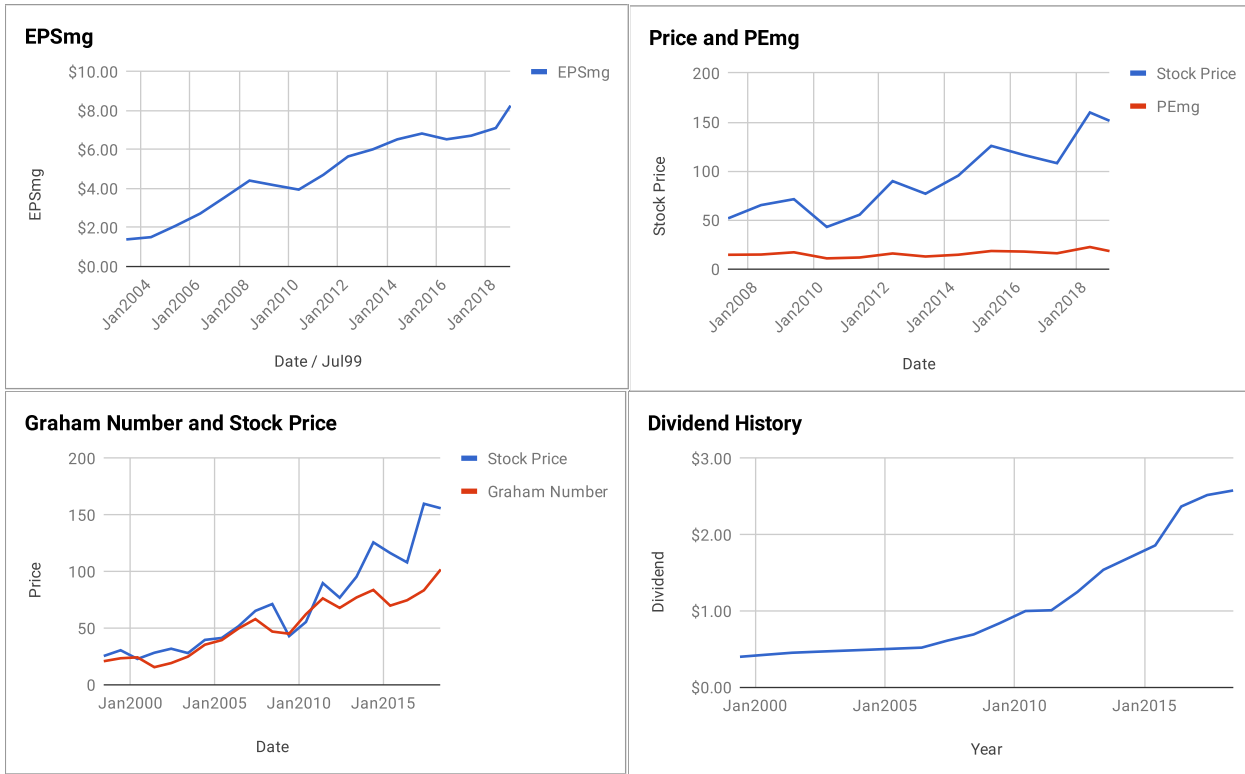 EPSmg
$10.00
$8.00
$6.00
$4.00
$2.00
$0.00
EPSmg
EPSmg
Jan2004
Jan2006
Jan2008
Jan2010
Jan2012
Jan2014
Jan2016
Jan2018
Date / Jul99
Price and PEmg
200
150
100
50
0
Stock Price
Stock Price
PEmg
Jan2008
Jan2010
Jan2012
Jan2014
Jan2016
Jan2018
Date
Graham Number and Stock Price
200
150
100
50
0
Price
Stock Price
Graham Number
Jan2000
Jan2005
Jan2010
Jan2015
Date
Dividend History
$3.00
$2.00
$1.00
$0.00
Dividend
Jan2000
Jan2005
Jan2010
Jan2015
Year